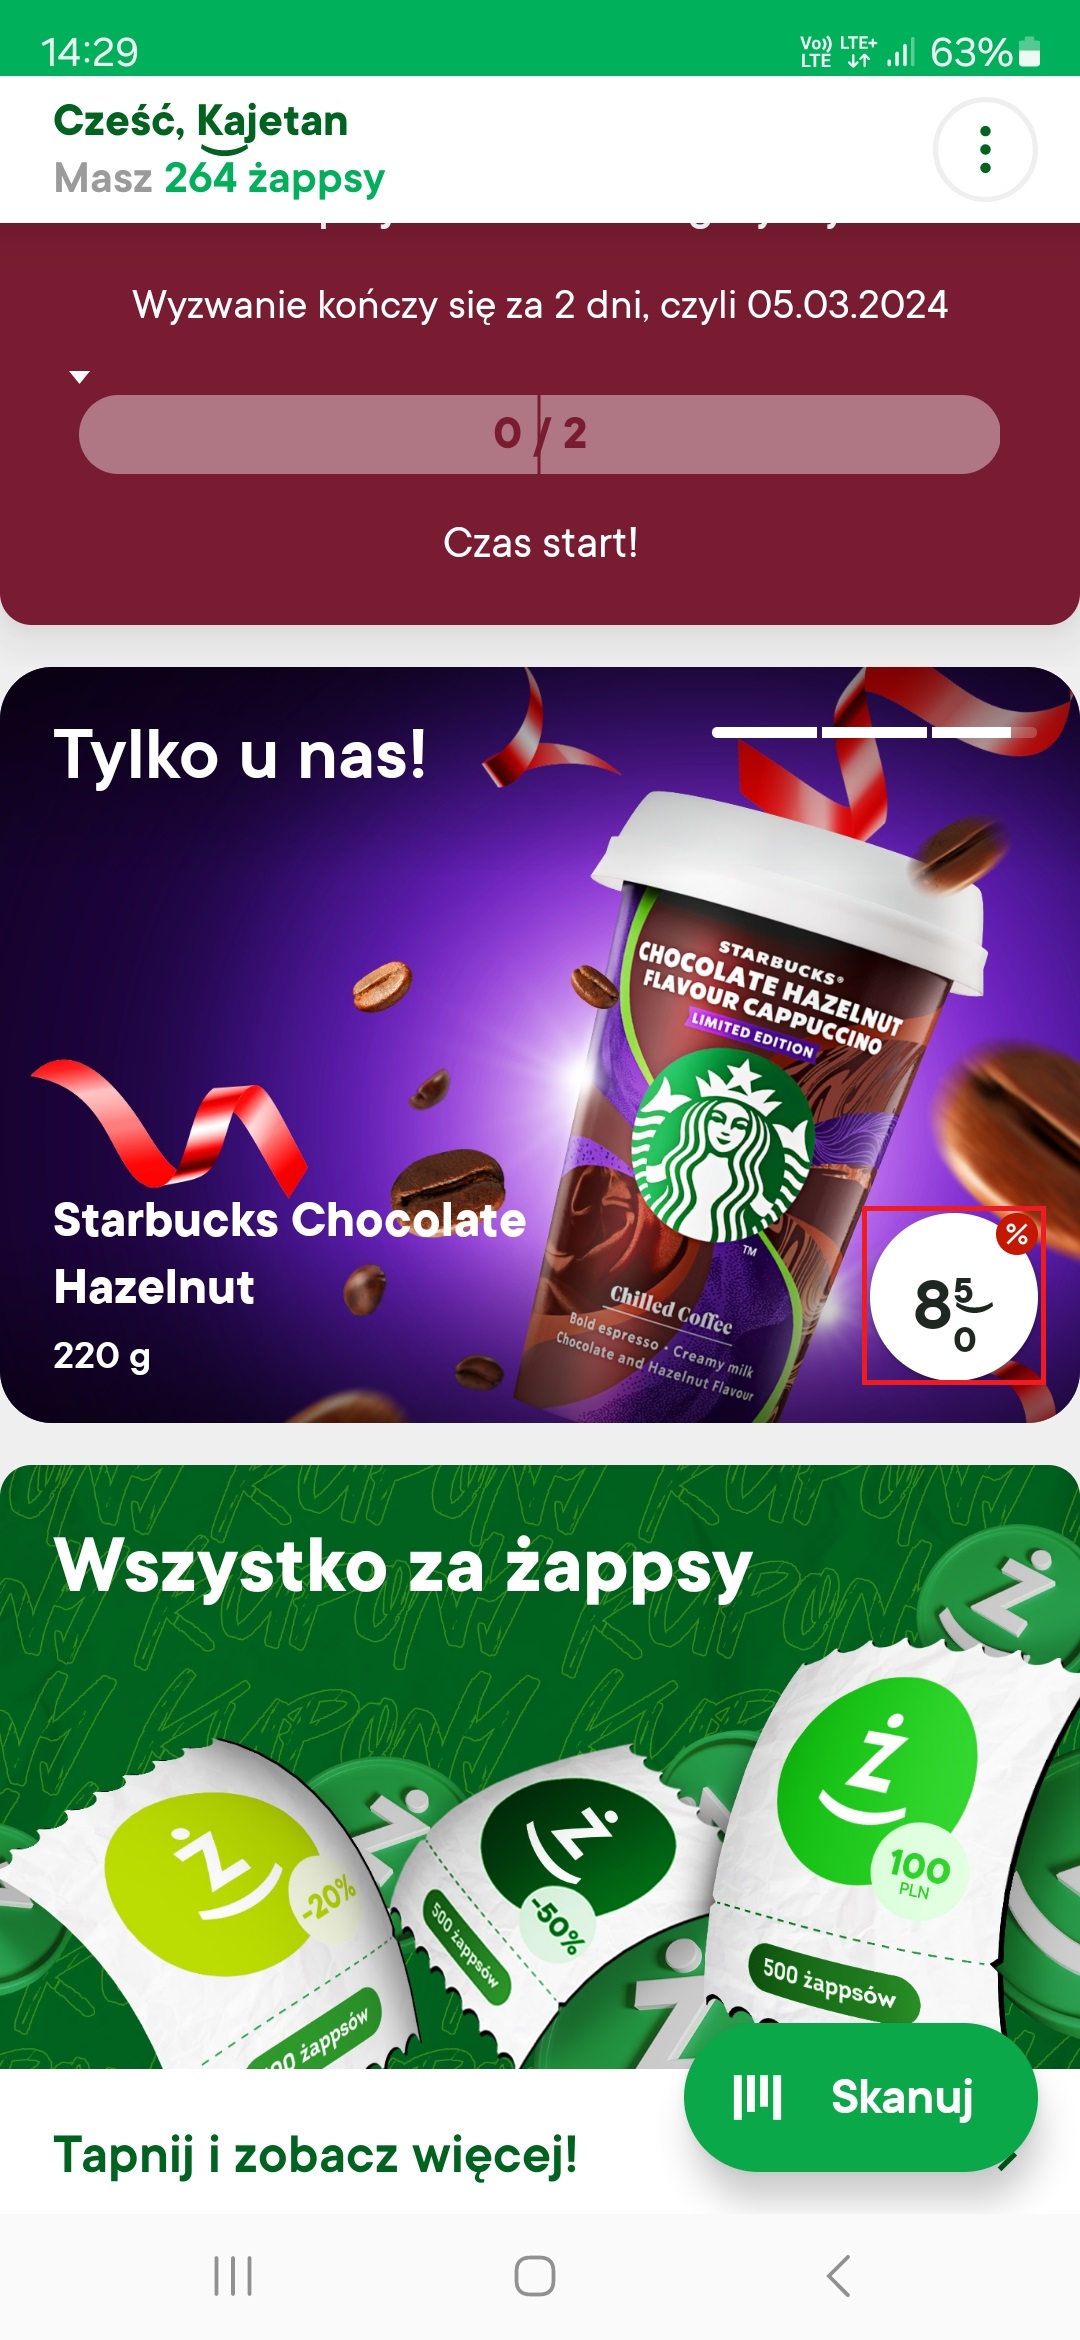 14:29
Vo)) LTE+
LTE
63%
Cześć, Kajetan
Masz 264 żappsy
Wyzwanie kończy się za 2 dni, czyli 05.03.2024
0 / 2
Czas start!
Tylko u nas!
STARBUCKS®
CHOCOLATE HAZELNUT
FLAVOUR CAPPUCCINO
LIMITED EDITION
TM
Chilled Coffee
Bold espresso • Creamy milk
Chocolate and Hazelnut Flavour
Starbucks Chocolate
Hazelnut
220 g
%
8 50
Wszystko za żappsy
Ż
Ż
-20%
00 żappsów
Ż
-50%
500 żappsów
Ż
100
PLN
500 żappsów
Skanuj
Tapnij i zobacz więcej!